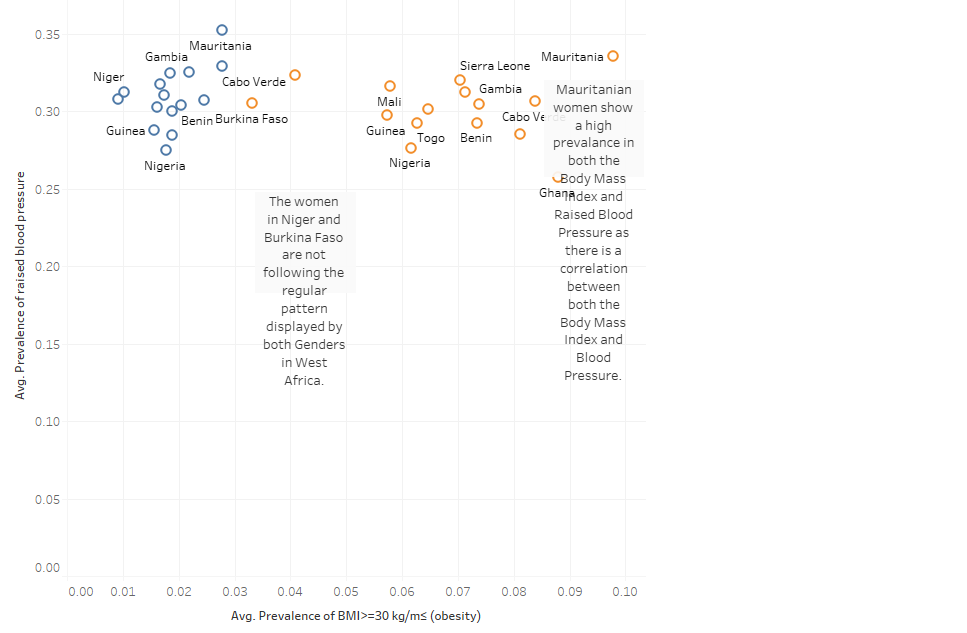 Avg. Prevalence of raised blood pressure
0.35
0.30
0.25
0.20
0.15
0.10
0.05
0.00
Mauritania
Gambia
Niger
Guinea
Benin
Nigeria
Cabo Verde
Burkina Faso
Mali
Guinea
Togo
Nigeria
Sierra Leone
Gambia
Benin
Cabo Verde
Mauritania
Ghana
The women
in Niger and
Burkina Faso
are not
following the
regular
pattern
displayed by
both Genders
in West
Africa.
Mauritanian
women show
a high
prevalance in
both the
Body Mass
Index and
Raised Blood
Pressure as
there is a
correlation
between
both the
Body Mass
Index and
Blood
Pressure.
0.00 0.01 0.02 0.03 0.04 0.05 0.06 0.07 0.08 0.09 0.10
Avg. Prevalence of BMI>=30 kg/m≤ (obesity)